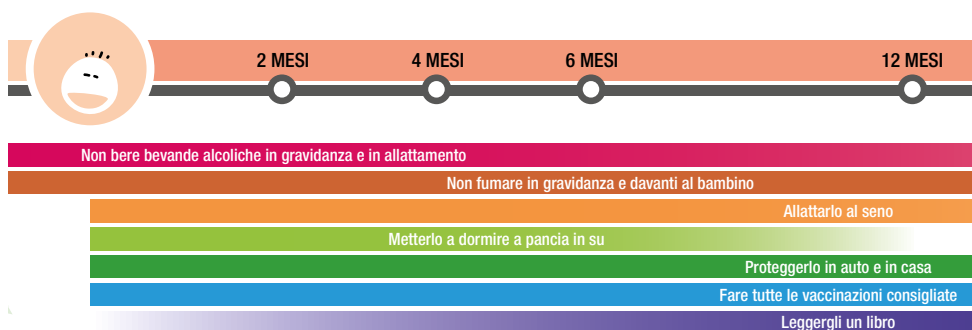 2 MESI 4 MESI 6 MESI 12 MESI
Non bere bevande alcoliche in gravidanza e in allattamento
Non fumare in gravidanza e davanti al bambino
Allattarlo al seno
Metterlo a dormire a pancia in su
Proteggerlo in auto e in casa
Fare tutte le vaccinazioni consigliate
Leggergli un libro